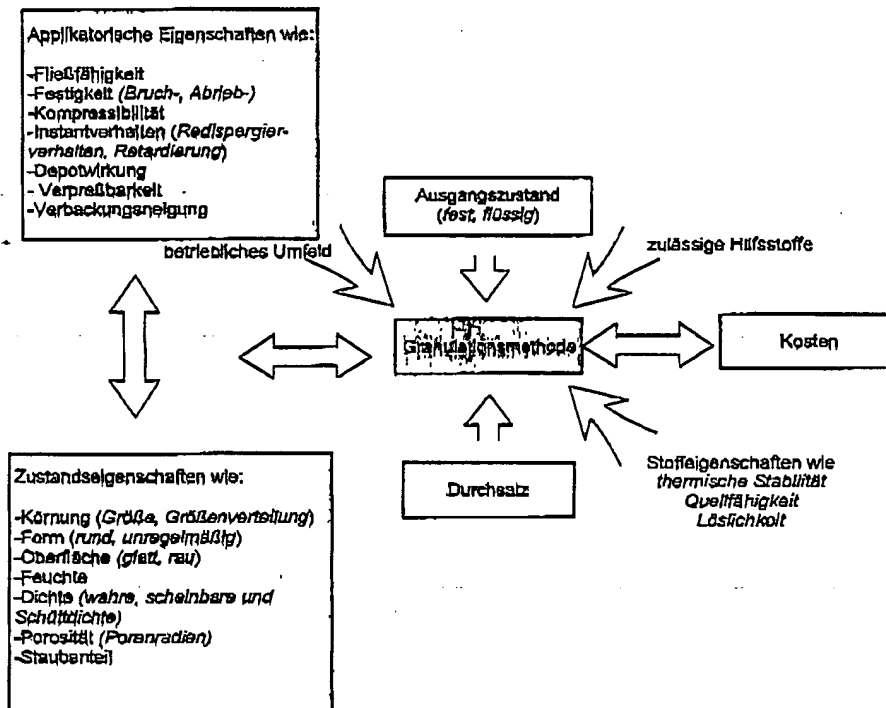 Applikatorische Eigenschaften wie:
-Fließfähigkeit
-Festigkeit (Bruch-, Abrieb-)
-Kompressibilität
-Instantverhalten (Redispergier-
verhalten, Retardierung)
-Depotwirkung
- Verpreßbarkeit
-Verbackungsneigung
Ausgangszustand
(fest, flüssig)
betriebliches Umfeld
zulässige Hilfsstoffe
Granulationsmethode
Kosten
Zustandseigenschaften wie:
-Körnung (Größe, Größenverteilung)
-Form (rund, unregelmäßig)
-Oberfläche (glatt, rau)
-Feuchte
-Dichte (wahre, scheinbare und
Schüttdichte)
-Porosität (Porenradien)
-Staubanteil
Durchsatz
Stoffeigenschaften wie
thermische Stabilität
Quellfähigkeit
Löslichkeit